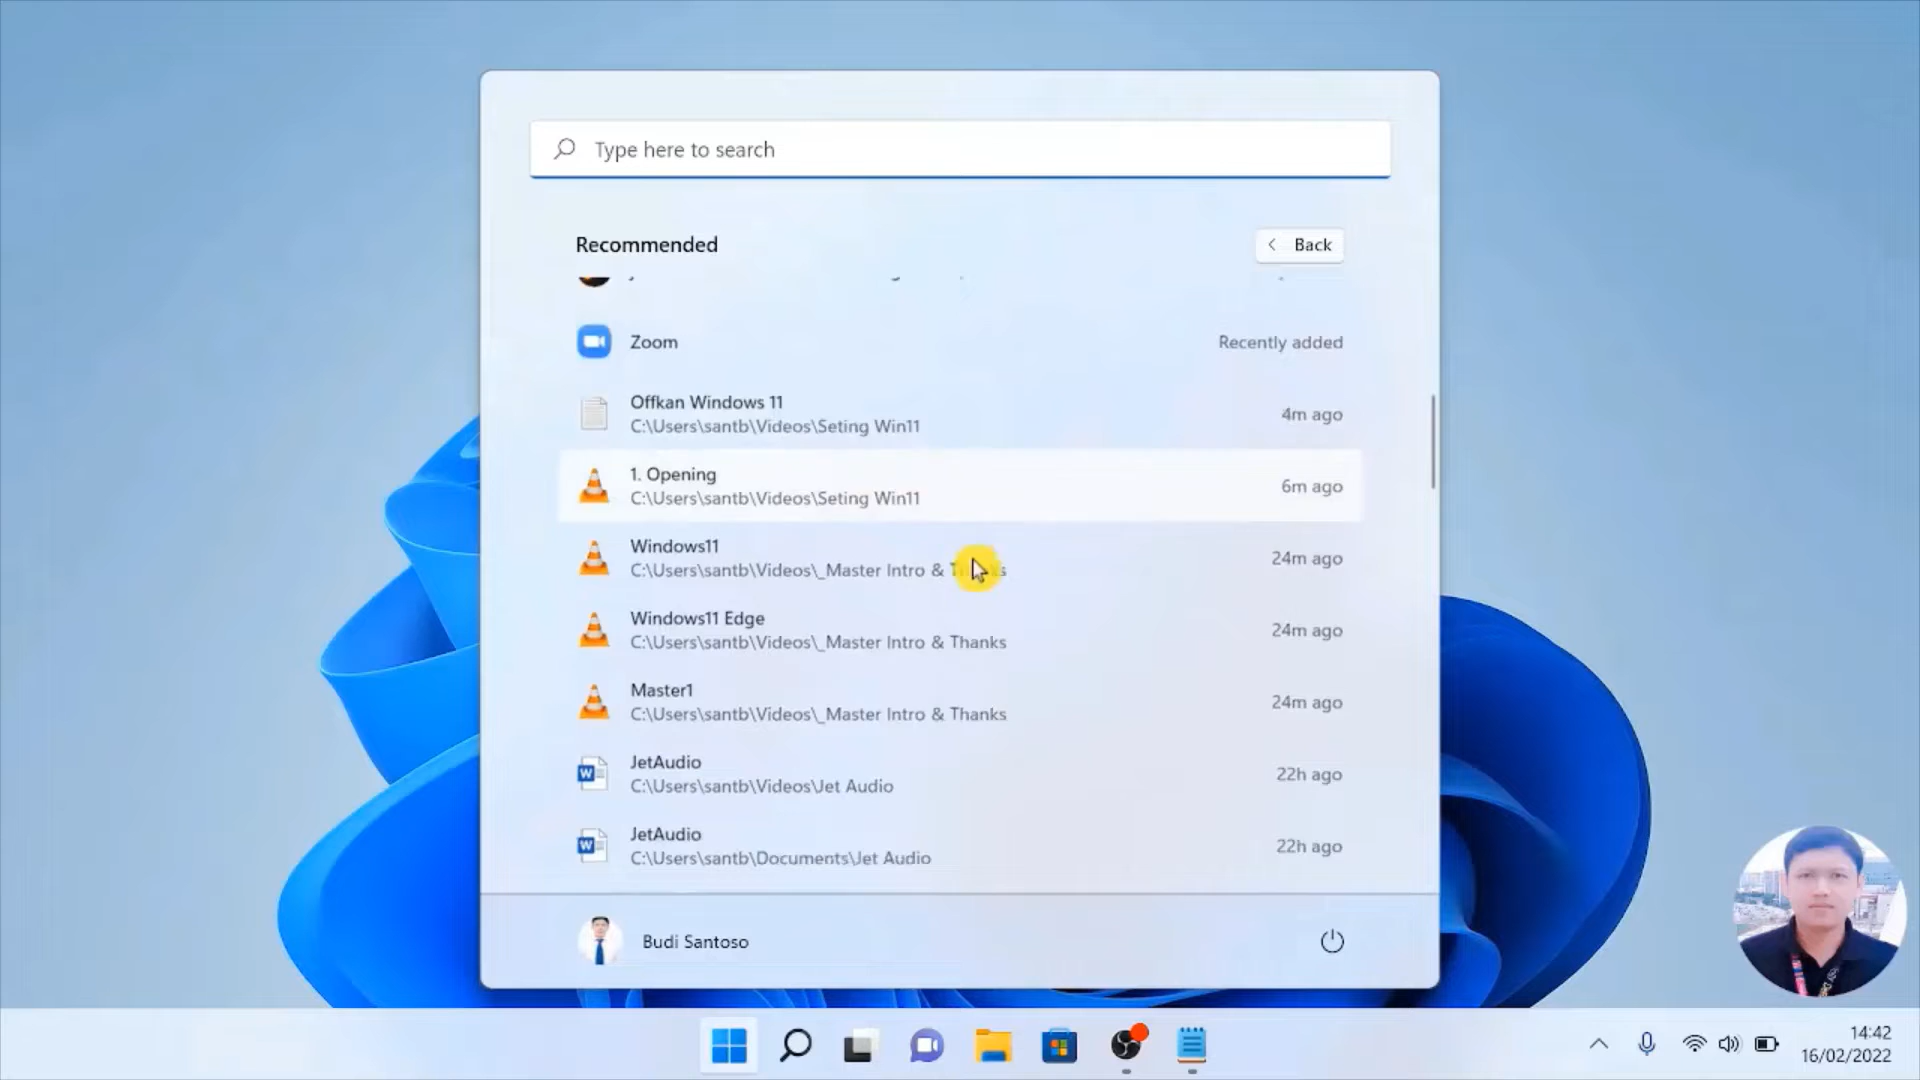 Type here to search
Recommended
Back
Zoom
Recently added
Offkan Windows 11
C:\Users\santb\Videos\Seting Win11
4m ago
1. Opening
C:\Users\santb\Videos\Seting Win11
6m ago
Windows11
C:\Users\santb\Videos\_Master Intro &
24m ago
Windows11 Edge
C:\Users\santb\Videos\_Master Intro & Thanks
24m ago
Master1
C:\Users\santb\Videos\_Master Intro & Thanks
24m ago
JetAudio
C:\Users\santb\Videos\Jet Audio
22h ago
JetAudio
C:\Users\santb\Documents\Jet Audio
22h ago
Budi Santoso
14:42
16/02/2022